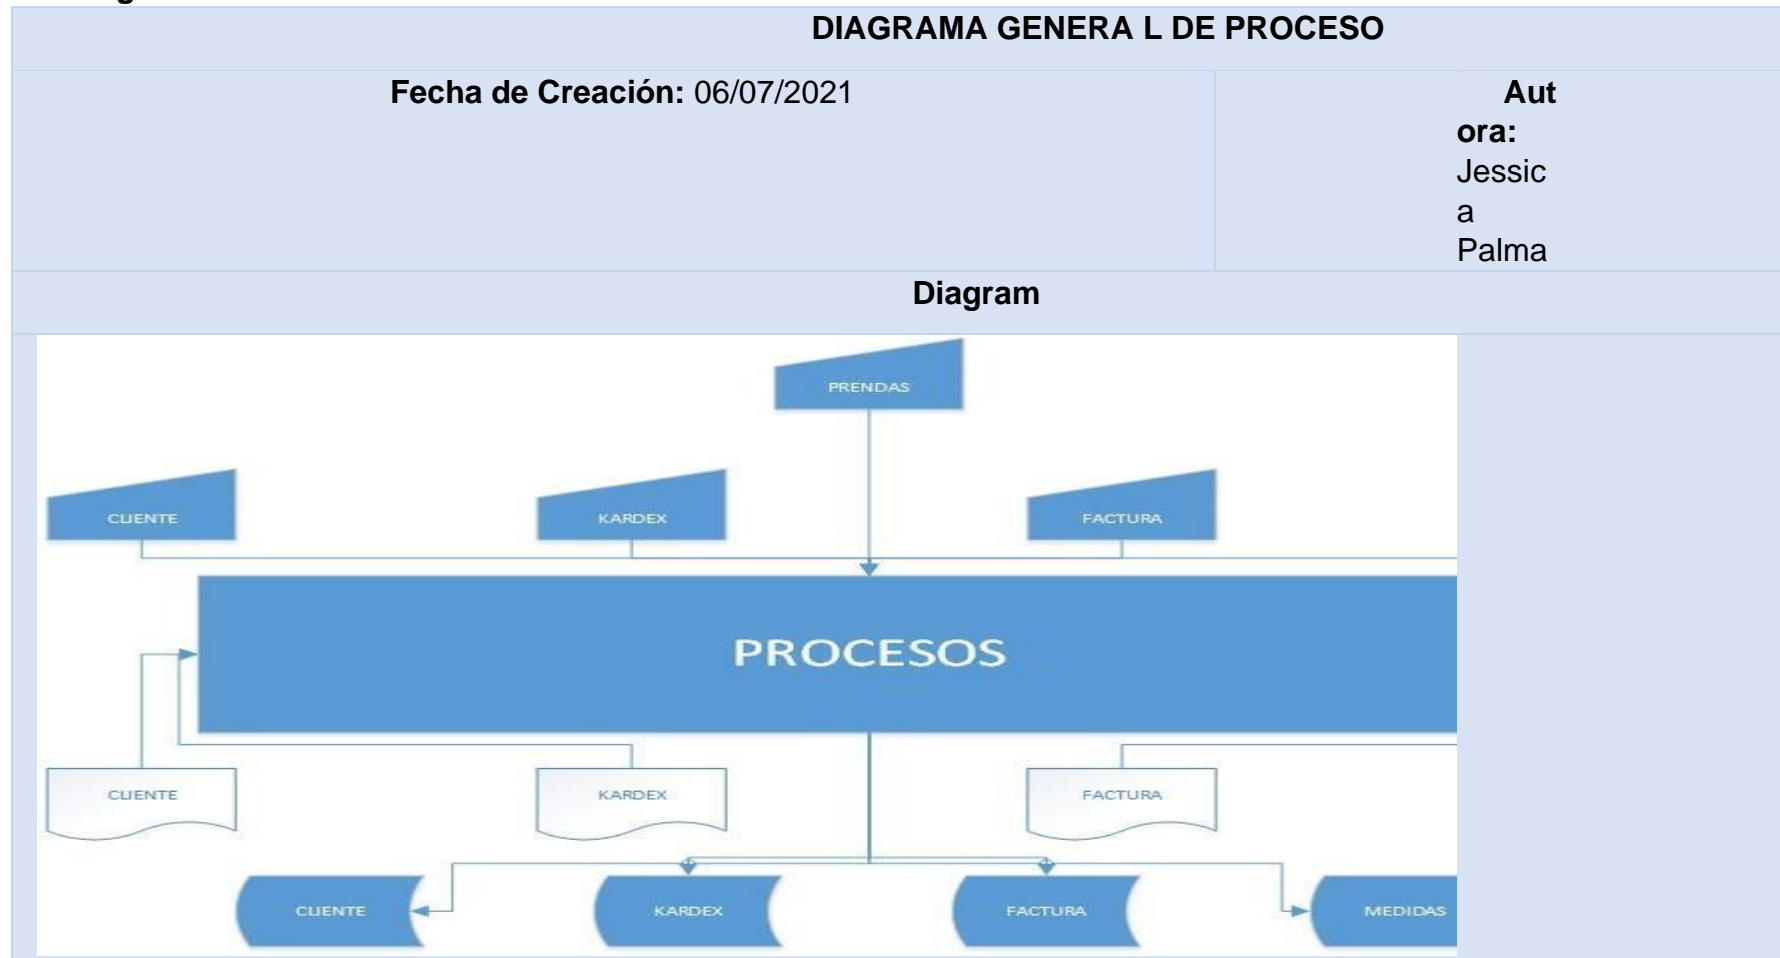 DIAGRAMA GENERA L DE PROCESO
Fecha de Creación: 06/07/2021
Aut
ora:
Jessic
a
Palma
Diagram
PRENDAS
CLIENTE
KARDEX
FACTURA
PROCESOS
CLIENTE
KARDEX
FACTURA
CLIENTE
KARDEX
FACTURA
MEDIDAS